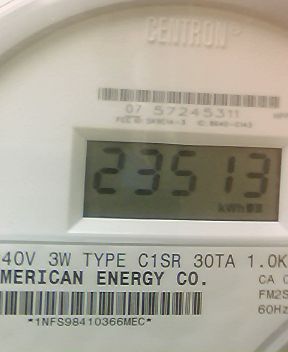 CENTRON®
07 57245311
23513
kWh
40V 3W TYPE C1SR 30TA 1.0K
MERICAN ENERGY CO.
CA 0
FM2S
60Hz
*1NFS98410366MEC*